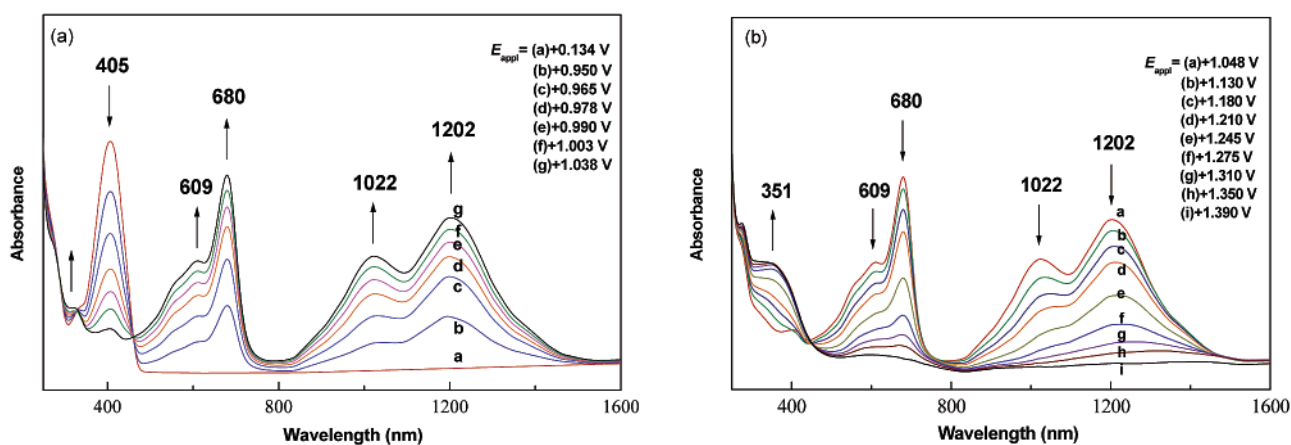 (a)
E appl = (a)+0.134 V
(b)+0.950 V
(c)+0.965 V
(d)+0.978 V
(e)+0.990 V
(f)+1.003 V
(g)+1.038 V
405
680
609
1022
1202
g
f
e
d
c
b
a
Absorbance
400
800
1200
1600
Wavelength (nm)
(b)
E appl = (a)+1.048 V
(b)+1.130 V
(c)+1.180 V
(d)+1.210 V
(e)+1.245 V
(f)+1.275 V
(g)+1.310 V
(h)+1.350 V
(i)+1.390 V
680
1202
351
609
1022
a
b
c
d
e
f
g
h
i
Absorbance
400
800
1200
1600
Wavelength (nm)